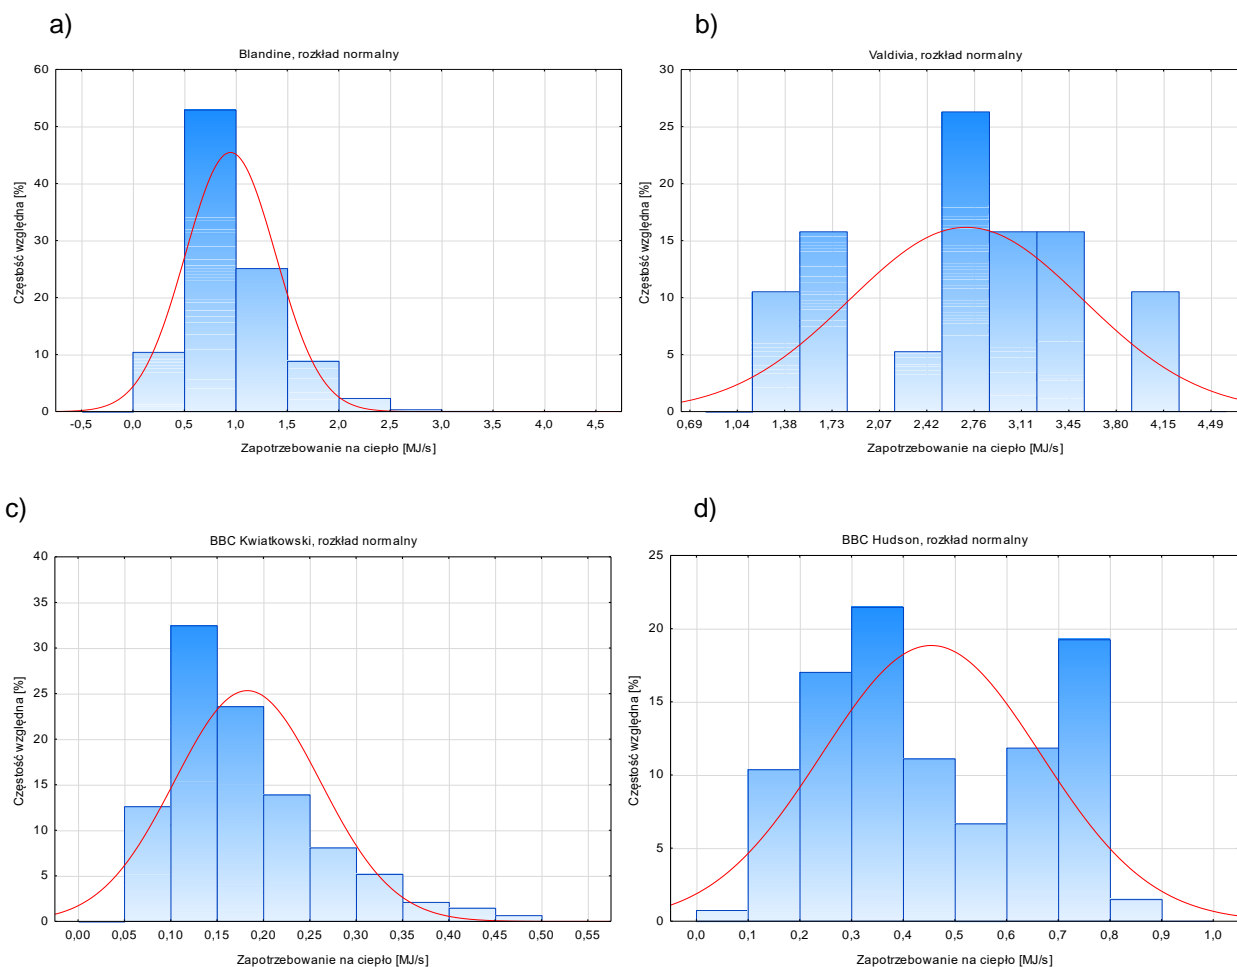 a)
Blandine, rozkład normalny
60
50
40
30
20
10
0
Częstość względna [%]
-0,5 0,0 0,5 1,0 1,5 2,0 2,5 3,0 3,5 4,0 4,5
Zapotrzebowanie na ciepło [MJ/s]
b)
Valdivia, rozkład normalny
30
25
20
15
10
5
0
Częstość względna [%]
0,69 1,04 1,38 1,73 2,07 2,42 2,76 3,11 3,45 3,80 4,15 4,49
Zapotrzebowanie na ciepło [MJ/s]
c)
BBC Kwiatkowski, rozkład normalny
40
35
30
25
20
15
10
5
0
Częstość względna [%]
0,00 0,05 0,10 0,15 0,20 0,25 0,30 0,35 0,40 0,45 0,50 0,55
Zapotrzebowanie na ciepło [MJ/s]
d)
BBC Hudson, rozkład normalny
25
20
15
10
5
0
Częstość względna [%]
0,0 0,1 0,2 0,3 0,4 0,5 0,6 0,7 0,8 0,9 1,0
Zapotrzebowanie na ciepło [MJ/s]